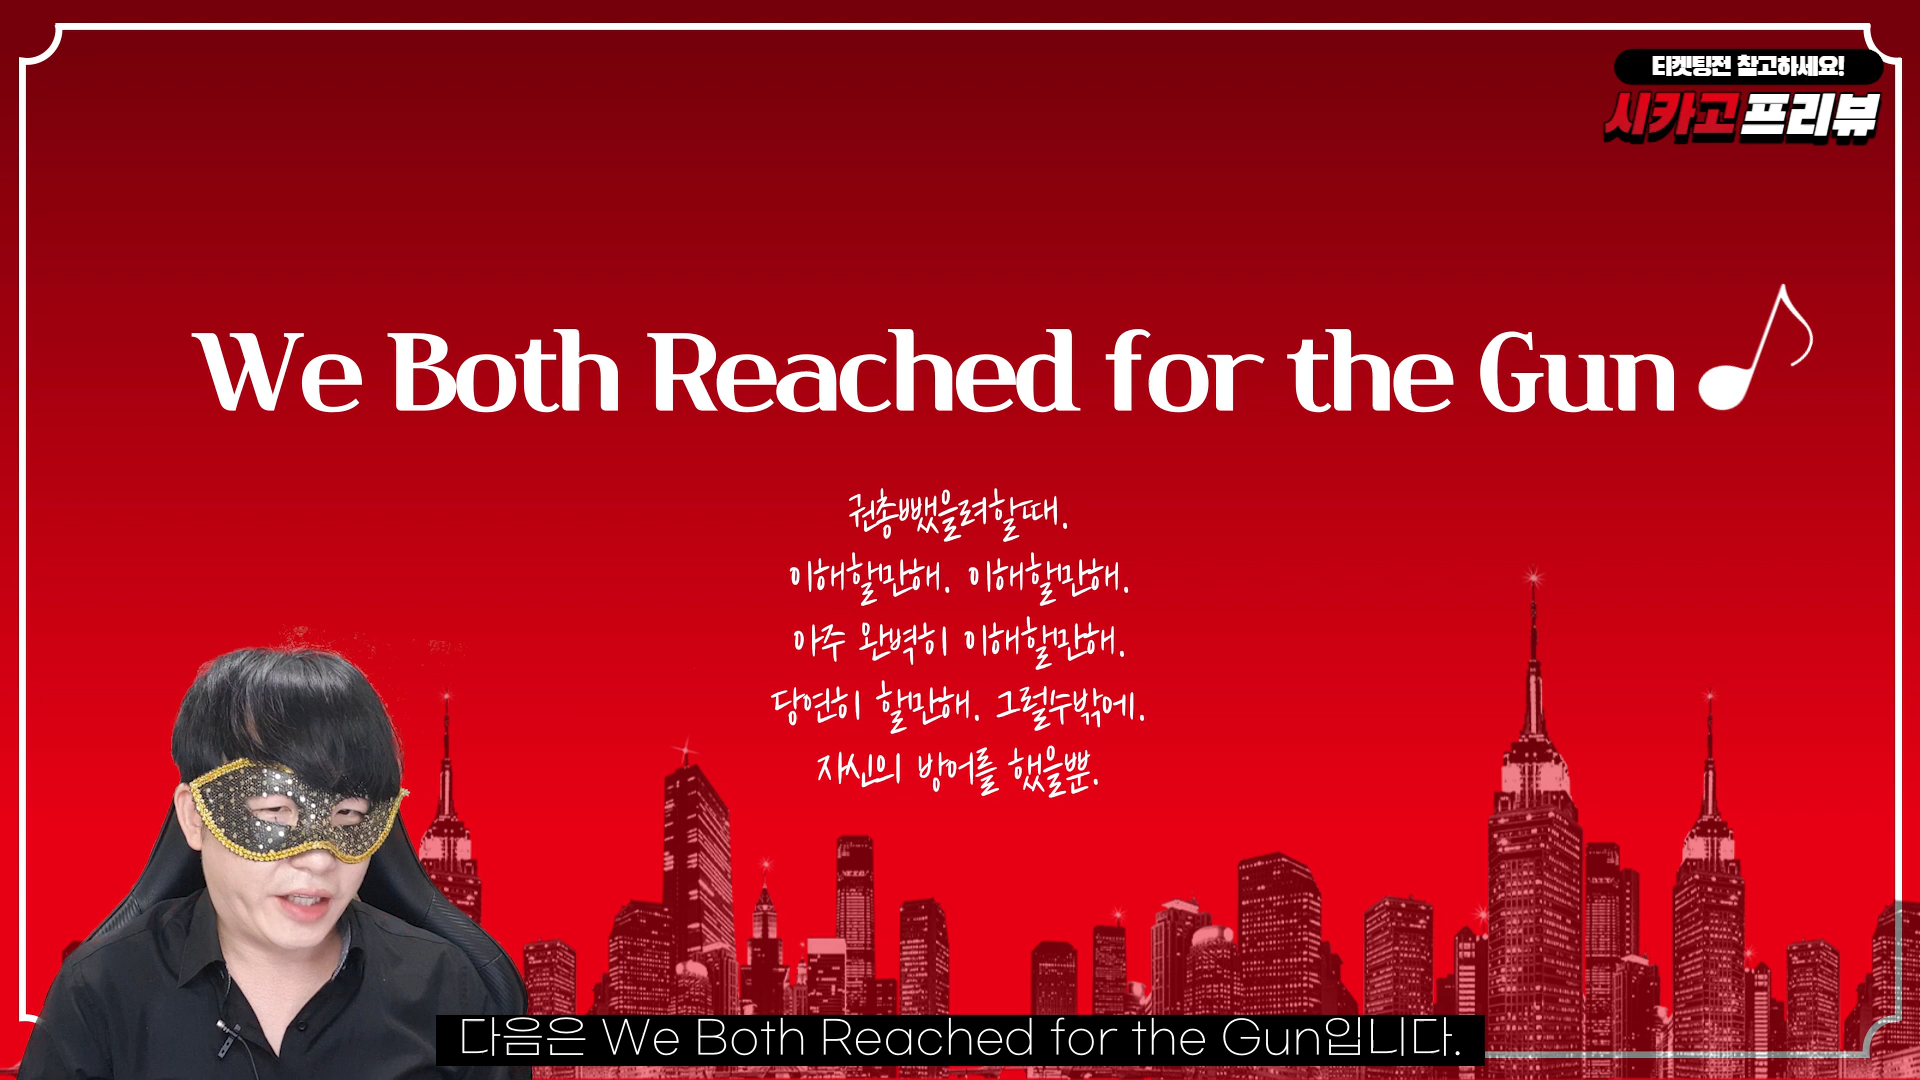 티켓팅전 참고하세요!
시카고프리뷰
We Both Reached for the Gun
권총뺐을려할때.
이해할만해. 이해할만해.
아주 완벽히 이해할만해.
당연히 할만해. 그럴수밖에.
자신의 방어를 했을뿐.
다음은 We Both Reached for the Gun입니다.